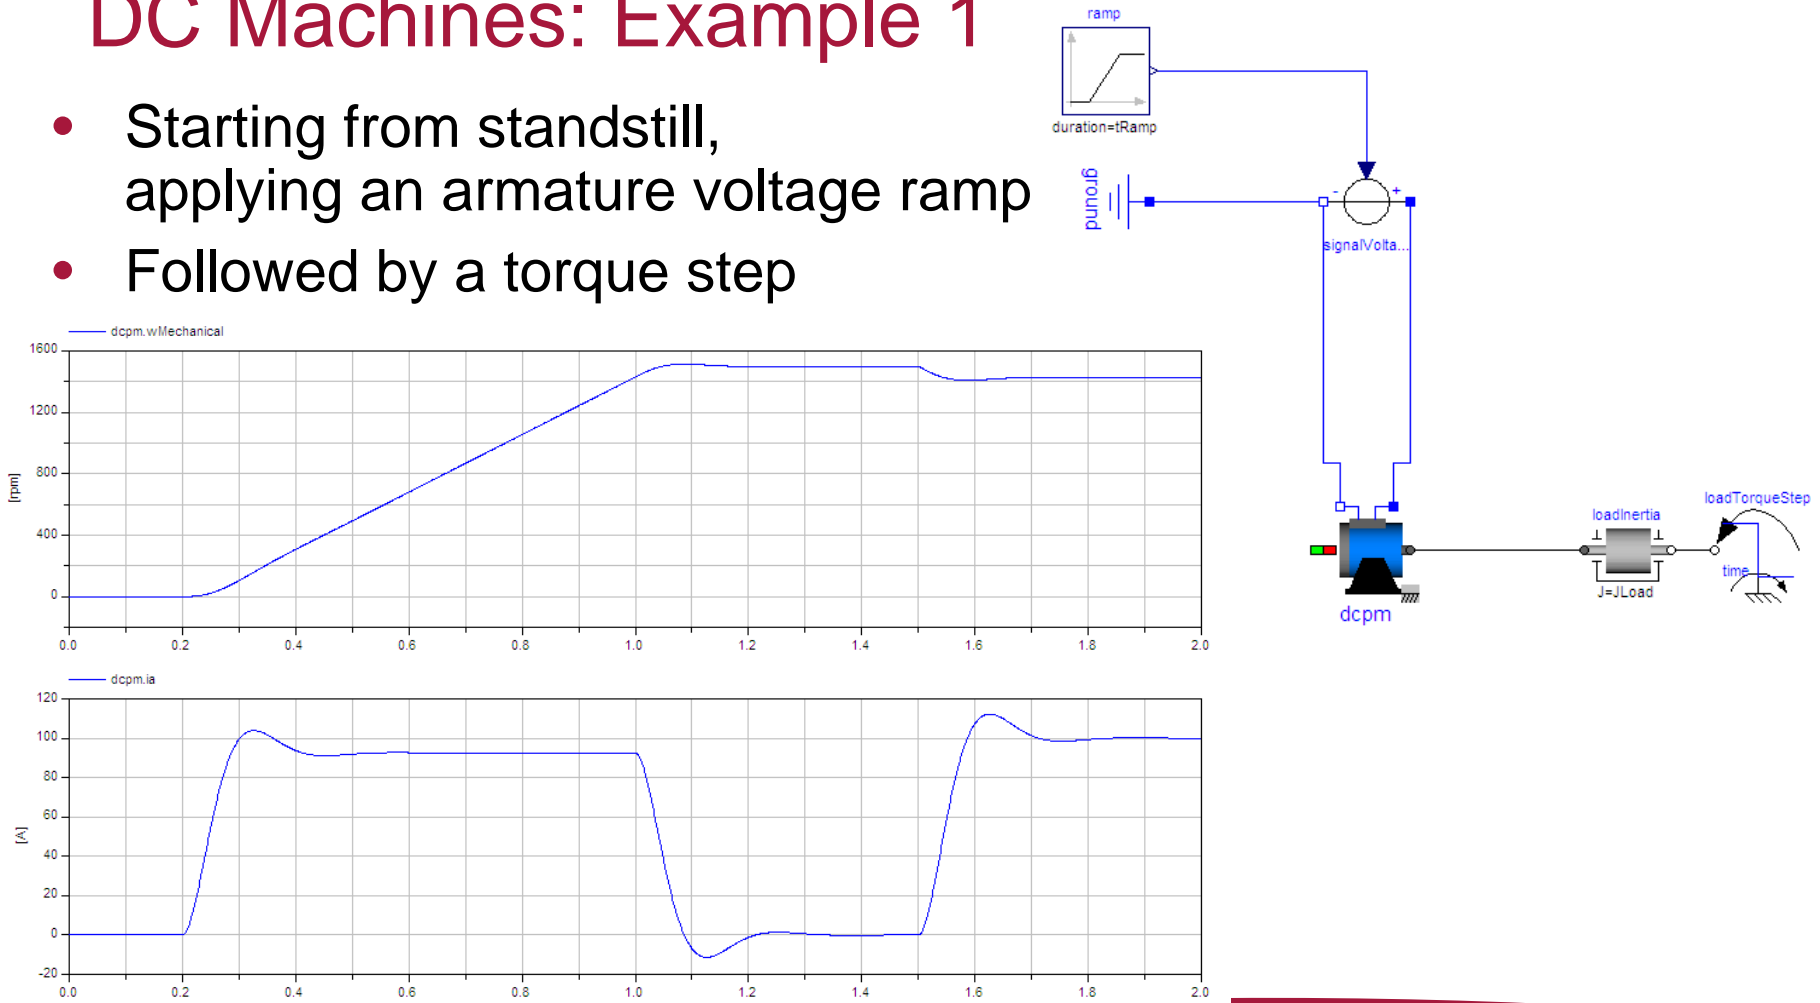 DC Machines: Example 1
• Starting from standstill,
applying an armature voltage ramp
• Followed by a torque step
ramp
duration=tRamp
ground
- +
signalVolta...
dcpm
loadInertia
J=JLoad
loadTorqueStep
time
dcpm.wMechanical
[rpm]
1600
1200
800
400
0
0.0 0.2 0.4 0.6 0.8 1.0 1.2 1.4 1.6 1.8 2.0
dcpm.ia
[A]
120
100
80
60
40
20
0
-20
0.0 0.2 0.4 0.6 0.8 1.0 1.2 1.4 1.6 1.8 2.0